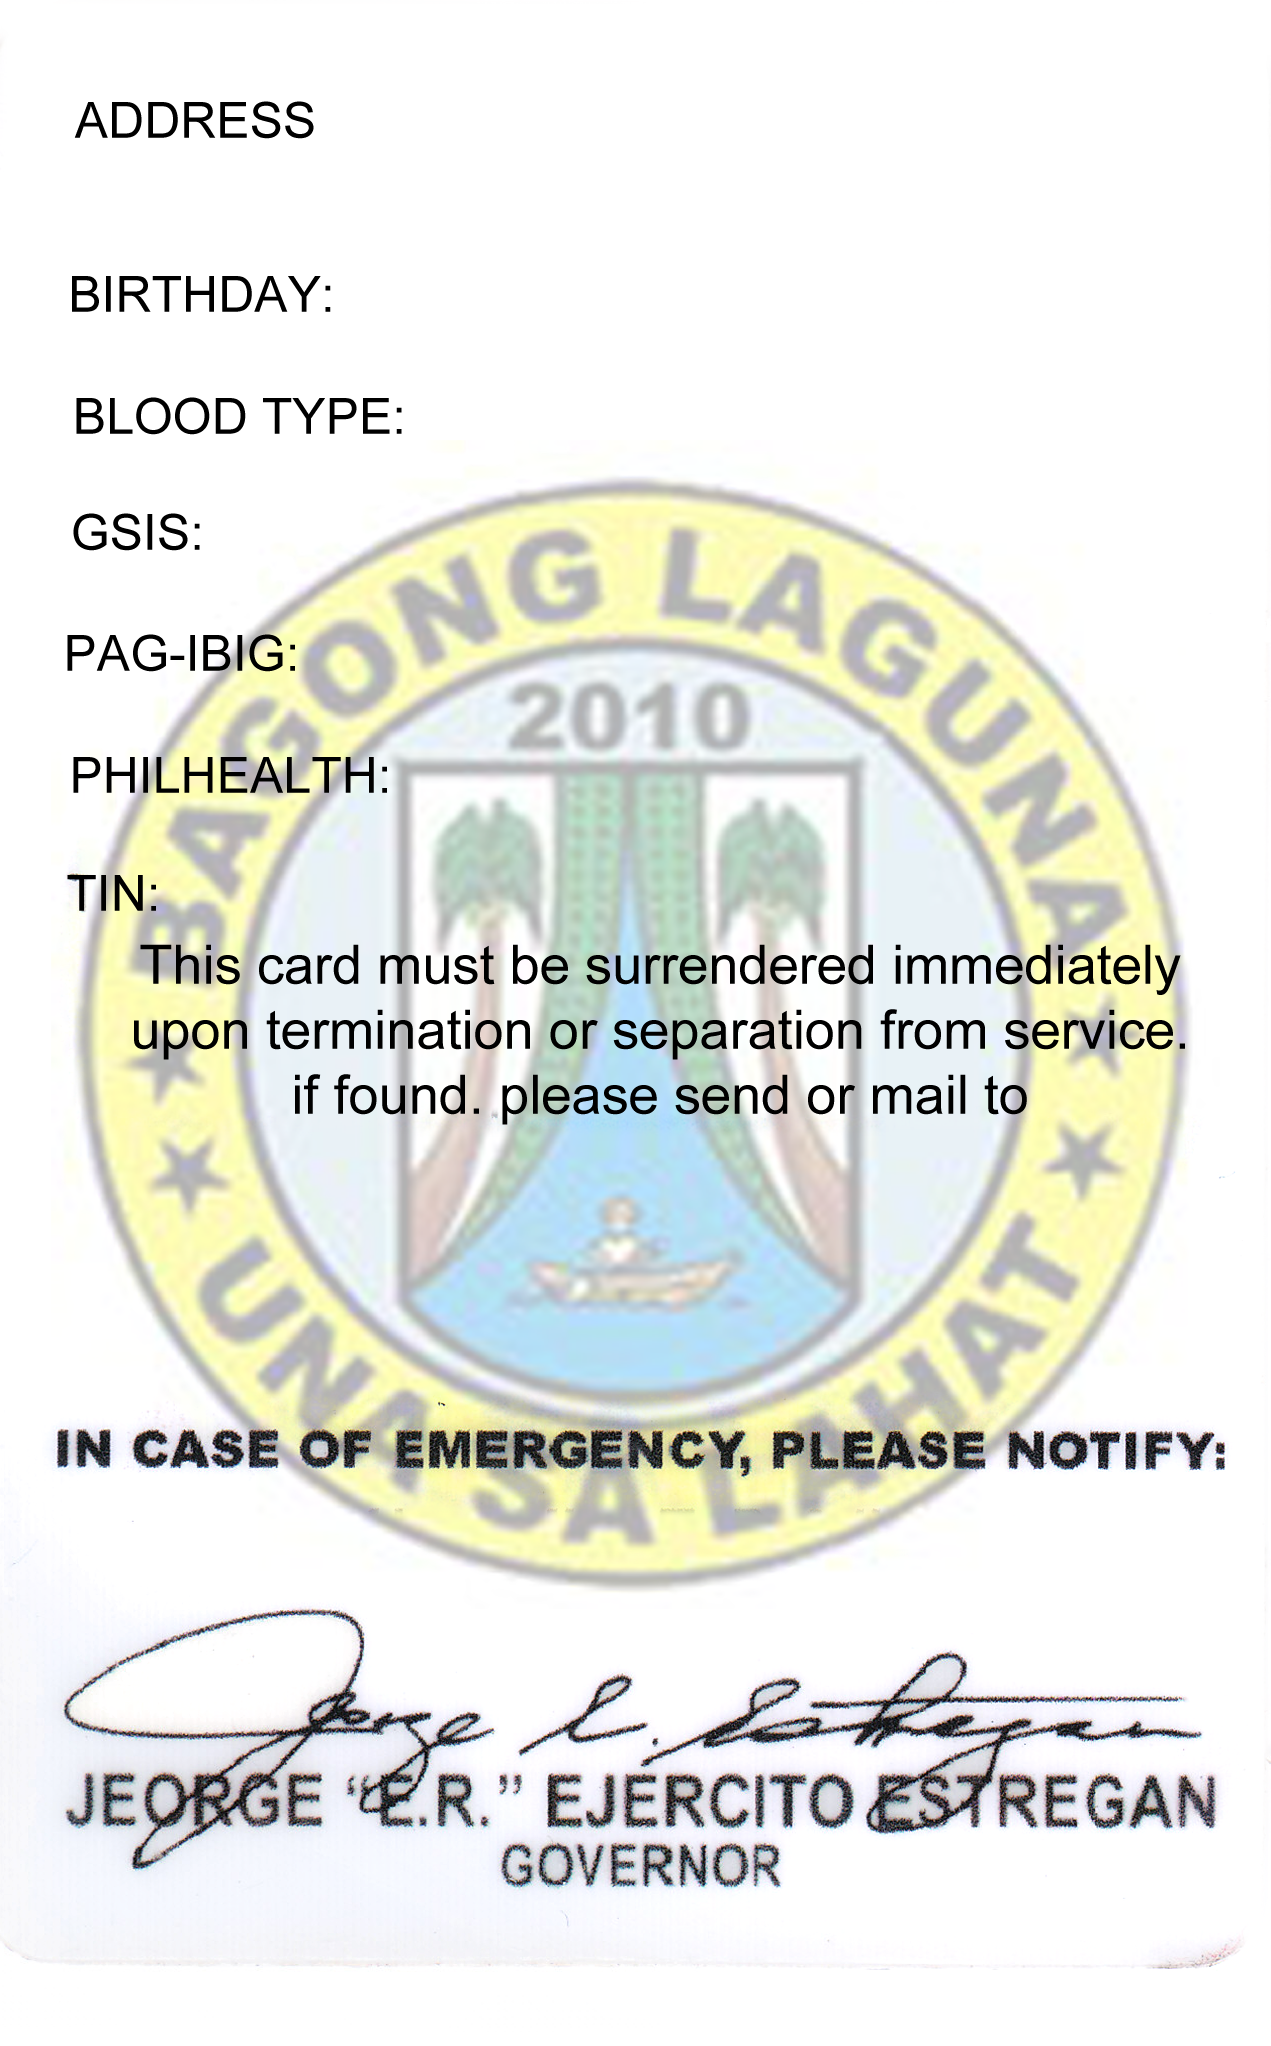 ADDRESS
BIRTHDAY:
BLOOD TYPE:
GSIS:
BAGONG LAGUNA
PAG-IBIG:
2010
PHILHEALTH:
TIN:
This card must be surrendered immediately
upon termination or separation from service.
if found. please send or mail to
UNA SA LAHAT
IN CASE OF EMERGENCY, PLEASE NOTIFY:
Jeorge E. Estregan
JEORGE “E.R.” EJERCITO ESTREGAN
GOVERNOR